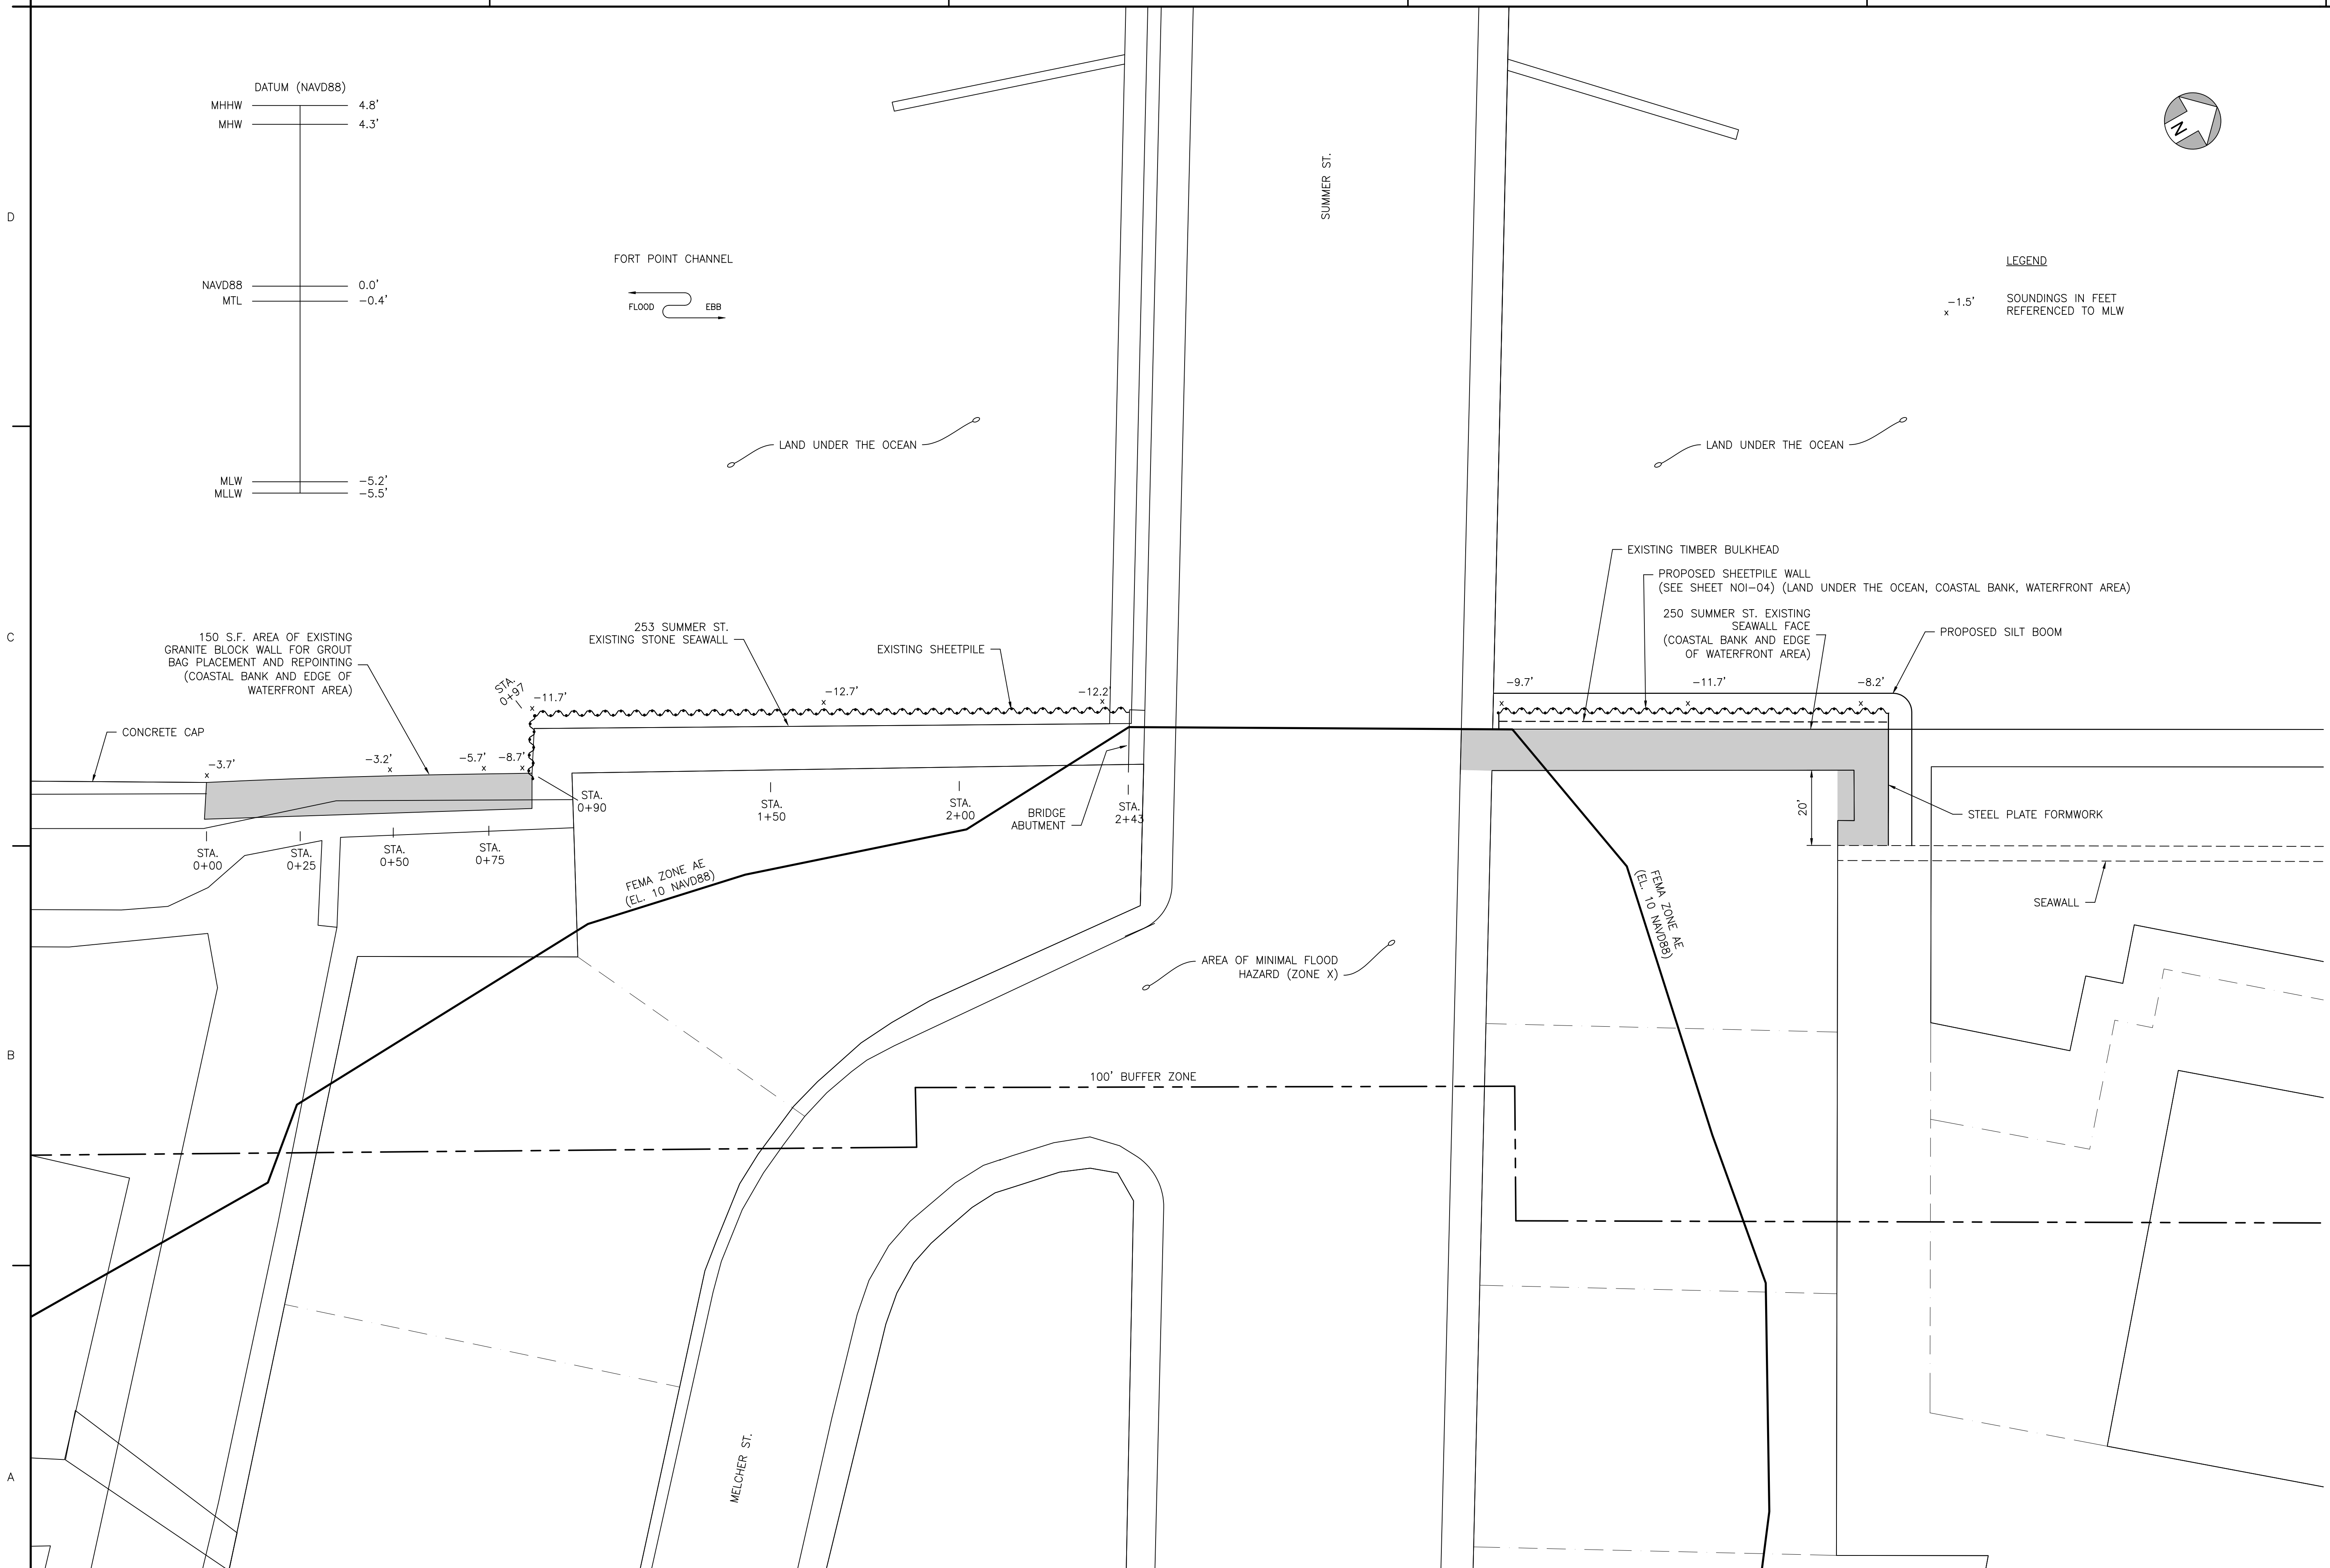 DATUM (NAVD88)
MHHW 4.8'
MHW 4.3'
NAVD88 0.0'
MTL -0.4'
MLW -5.2'
MLLW -5.5'
D
C
B
A
FORT POINT CHANNEL
FLOOD EBB
SUMMER ST.
N
LEGEND
-1.5'
x
SOUNDINGS IN FEET
REFERENCED TO MLW
LAND UNDER THE OCEAN
LAND UNDER THE OCEAN
EXISTING TIMBER BULKHEAD
PROPOSED SHEETPILE WALL
(SEE SHEET NOI-04) (LAND UNDER THE OCEAN, COASTAL BANK, WATERFRONT AREA)
250 SUMMER ST. EXISTING
SEAWALL FACE
(COASTAL BANK AND EDGE
OF WATERFRONT AREA)
PROPOSED SILT BOOM
150 S.F. AREA OF EXISTING
GRANITE BLOCK WALL FOR GROUT
BAG PLACEMENT AND REPOINTING
(COASTAL BANK AND EDGE OF
WATERFRONT AREA)
253 SUMMER ST.
EXISTING STONE SEAWALL
EXISTING SHEETPILE
CONCRETE CAP
STA.
0+97
-11.7'
x
-12.7'
x
-12.2'
x
-9.7'
x
-11.7'
x
-8.2'
x
-3.7'
x
-3.2'
x
-5.7'
x
-8.7'
x
STA.
0+90
STA.
1+50
STA.
2+00
BRIDGE
ABUTMENT
STA.
2+43
20'
STEEL PLATE FORMWORK
STA.
0+00
STA.
0+25
STA.
0+50
STA.
0+75
FEMA ZONE AE
(EL. 10 NAVD88)
FEMA ZONE AE
(EL. 10 NAVD88)
SEAWALL
AREA OF MINIMAL FLOOD
HAZARD (ZONE X)
100' BUFFER ZONE
MELCHER ST.